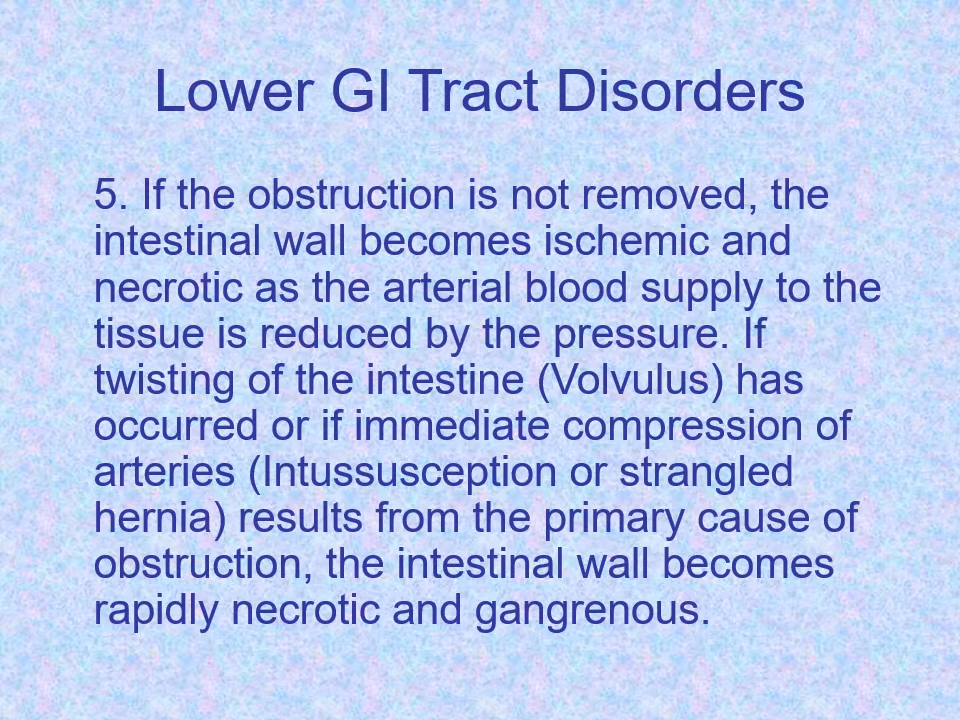 Lower GI Tract Disorders
5. If the obstruction is not removed, the
intestinal wall becomes ischemic and
necrotic as the arterial blood supply to the
tissue is reduced by the pressure. If
twisting of the intestine (Volvulus) has
occurred or if immediate compression of
arteries (Intussusception or strangled
hernia) results from the primary cause of
obstruction, the intestinal wall becomes
rapidly necrotic and gangrenous.